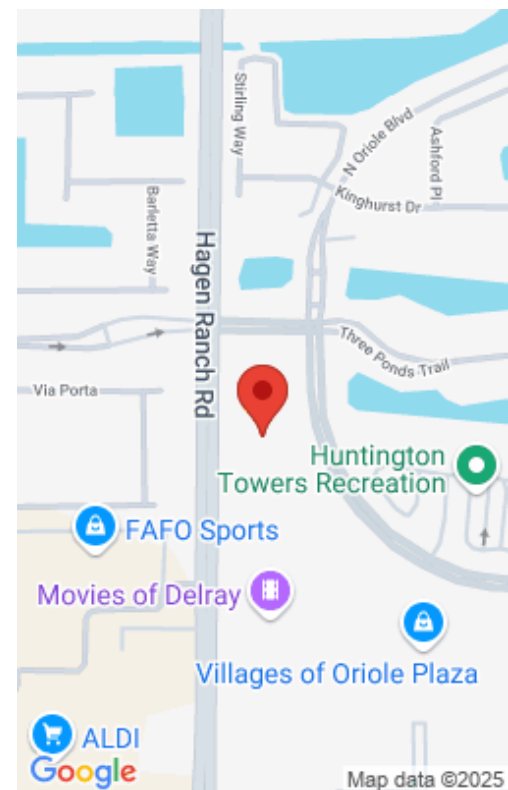 Stirling Way
N Oriole Blvd
Ashford Pl
Kinghurst Dr
Barletta Way
Hagen Ranch Rd
Three Ponds Trail
Via Porta
Huntington
Towers Recreation
FAFO Sports
Movies of Delray
Villages of Oriole Plaza
ALDI
Google
Map data ©2025